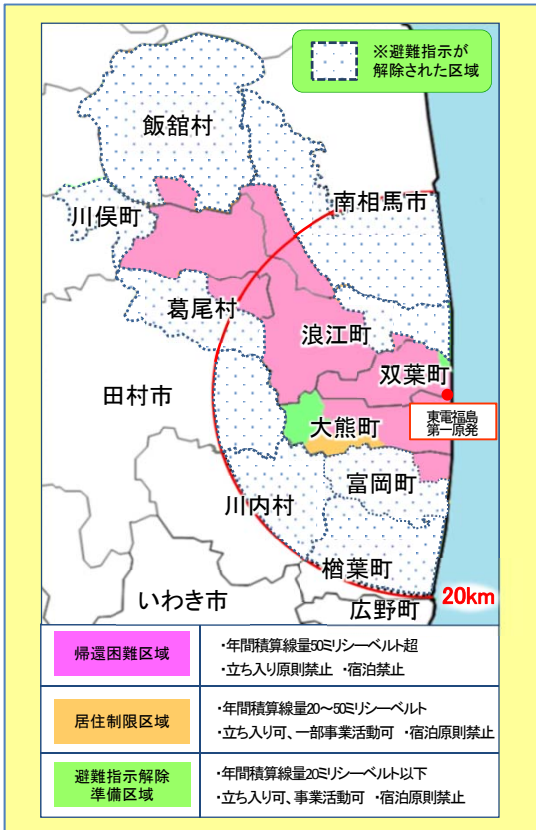 ※避難指示が
解除された区域
飯舘村
川俣町
南相馬市
葛尾村
浪江町
双葉町
田村市
東電福島
第一原発
大熊町
富岡町
川内村
楢葉町
20km
いわき市
広野町
帰還困難区域
・年間積算線量50ミリシーベルト超
・立ち入り原則禁止 ・宿泊禁止
居住制限区域
・年間積算線量20～50ミリシーベルト
・立ち入り可、一部事業活動可 ・宿泊原則禁止
避難指示解除
準備区域
・年間積算線量20ミリシーベルト以下
・立ち入り可、事業活動可 ・宿泊原則禁止